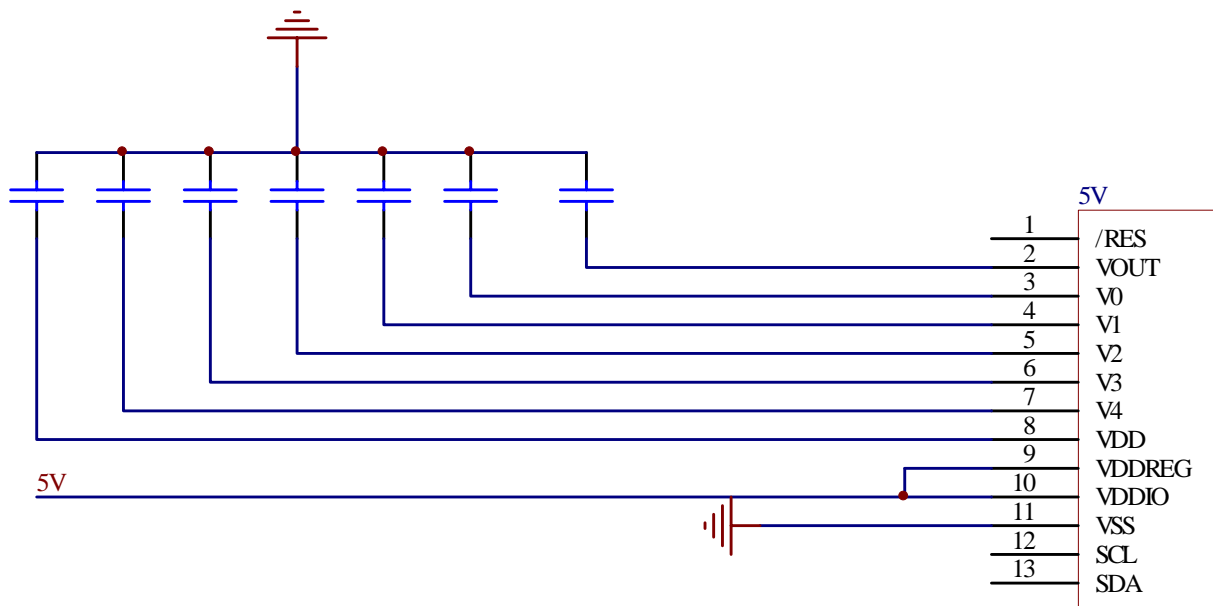 5V
1 /RES
2 VOUT
3 V0
4 V1
5 V2
6 V3
7 V4
8 VDD
9 VDDREG
5V
10 VDDIO
11 VSS
12 SCL
13 SDA